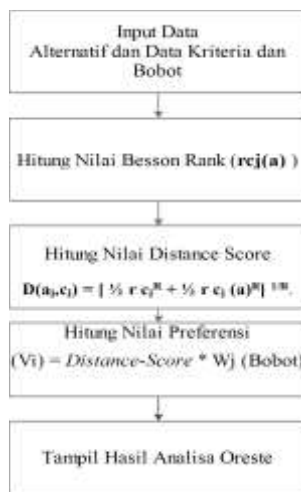 Input Data
Alternatif dan Data Kriteria dan
Bobot
Hitung Nilai Besson Rank (rcj(a) )
Hitung Nilai Distance Score
D(aⱼ,cⱼ) = [ ½ r cⱼᴿ + ½ r cⱼ (a)ᴿ] ¹/ᴿ.
Hitung Nilai Preferensi
(Vi) = Distance-Score * Wj (Bobot)
Tampil Hasil Analisa Oreste